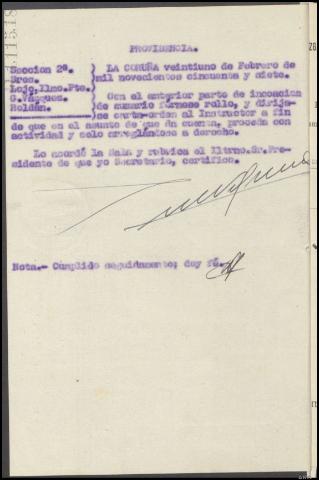 PROVIDENCIA.
Seccion 2ª. ) LA CORUÑA veintiuno de Febrero de
Sres. ) mil novecientos cincuenta y siete.
Lojo, Ilmo. Pte. )
G. Vazquez. ) Con el anterior parte de incoacion
Roldán. ) de sumario fórmese rollo, y dirija-
se carta-orden al Instructor a fin
de que en el asunto de que da cuenta, proceda con
actividad y celo arreglándose a derecho.
Lo acordó la Sala y rubrica el Iltmo. Sr. Pre-
sidente de que yo Secretario, certifico.
Nota.- Cumplido seguidamente; doy fé.